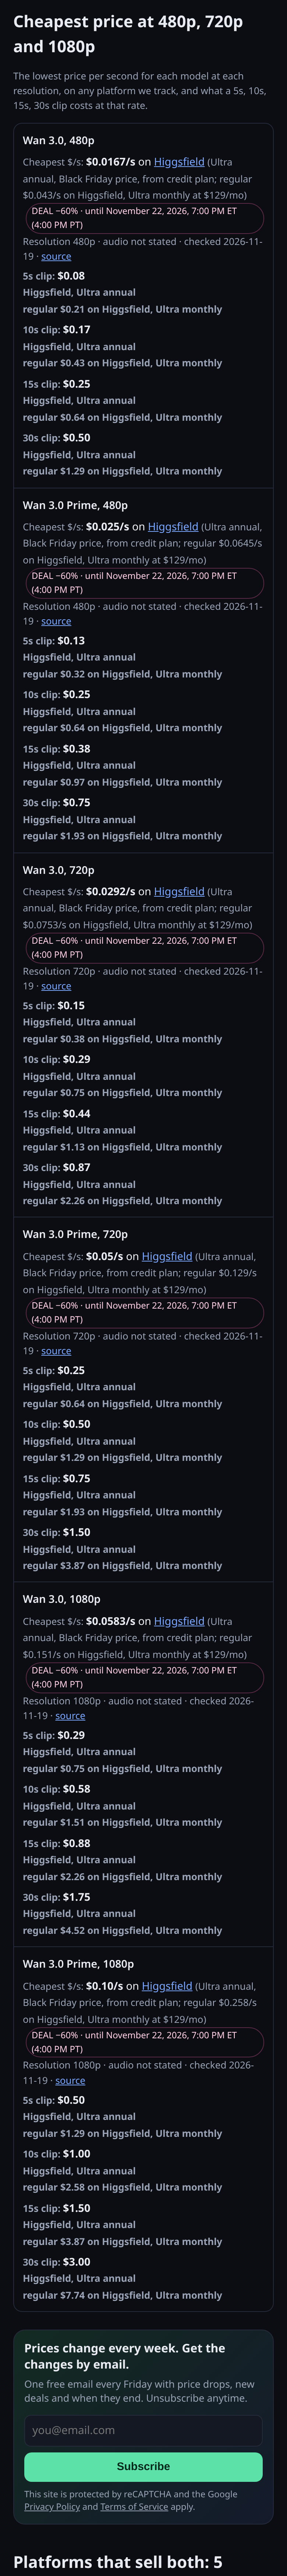 Cheapest price at 480p, 720p
and 1080p
The lowest price per second for each model at each
resolution, on any platform we track, and what a 5s, 10s,
15s, 30s clip costs at that rate.
Wan 3.0, 480p
Cheapest $/s: $0.0167/s on Higgsfield (Ultra
annual, Black Friday price, from credit plan; regular
$0.043/s on Higgsfield, Ultra monthly at $129/mo)
DEAL −60% · until November 22, 2026, 7:00 PM ET
(4:00 PM PT)
Resolution 480p · audio not stated · checked 2026-11-
19 · source
5s clip: $0.08
Higgsfield, Ultra annual
regular $0.21 on Higgsfield, Ultra monthly
10s clip: $0.17
Higgsfield, Ultra annual
regular $0.43 on Higgsfield, Ultra monthly
15s clip: $0.25
Higgsfield, Ultra annual
regular $0.64 on Higgsfield, Ultra monthly
30s clip: $0.50
Higgsfield, Ultra annual
regular $1.29 on Higgsfield, Ultra monthly
Wan 3.0 Prime, 480p
Cheapest $/s: $0.025/s on Higgsfield (Ultra annual,
Black Friday price, from credit plan; regular $0.0645/s
on Higgsfield, Ultra monthly at $129/mo)
DEAL −60% · until November 22, 2026, 7:00 PM ET
(4:00 PM PT)
Resolution 480p · audio not stated · checked 2026-11-
19 · source
5s clip: $0.13
Higgsfield, Ultra annual
regular $0.32 on Higgsfield, Ultra monthly
10s clip: $0.25
Higgsfield, Ultra annual
regular $0.64 on Higgsfield, Ultra monthly
15s clip: $0.38
Higgsfield, Ultra annual
regular $0.97 on Higgsfield, Ultra monthly
30s clip: $0.75
Higgsfield, Ultra annual
regular $1.93 on Higgsfield, Ultra monthly
Wan 3.0, 720p
Cheapest $/s: $0.0292/s on Higgsfield (Ultra
annual, Black Friday price, from credit plan; regular
$0.0753/s on Higgsfield, Ultra monthly at $129/mo)
DEAL −60% · until November 22, 2026, 7:00 PM ET
(4:00 PM PT)
Resolution 720p · audio not stated · checked 2026-11-
19 · source
5s clip: $0.15
Higgsfield, Ultra annual
regular $0.38 on Higgsfield, Ultra monthly
10s clip: $0.29
Higgsfield, Ultra annual
regular $0.75 on Higgsfield, Ultra monthly
15s clip: $0.44
Higgsfield, Ultra annual
regular $1.13 on Higgsfield, Ultra monthly
30s clip: $0.87
Higgsfield, Ultra annual
regular $2.26 on Higgsfield, Ultra monthly
Wan 3.0 Prime, 720p
Cheapest $/s: $0.05/s on Higgsfield (Ultra annual,
Black Friday price, from credit plan; regular $0.129/s
on Higgsfield, Ultra monthly at $129/mo)
DEAL −60% · until November 22, 2026, 7:00 PM ET
(4:00 PM PT)
Resolution 720p · audio not stated · checked 2026-11-
19 · source
5s clip: $0.25
Higgsfield, Ultra annual
regular $0.64 on Higgsfield, Ultra monthly
10s clip: $0.50
Higgsfield, Ultra annual
regular $1.29 on Higgsfield, Ultra monthly
15s clip: $0.75
Higgsfield, Ultra annual
regular $1.93 on Higgsfield, Ultra monthly
30s clip: $1.50
Higgsfield, Ultra annual
regular $3.87 on Higgsfield, Ultra monthly
Wan 3.0, 1080p
Cheapest $/s: $0.0583/s on Higgsfield (Ultra
annual, Black Friday price, from credit plan; regular
$0.151/s on Higgsfield, Ultra monthly at $129/mo)
DEAL −60% · until November 22, 2026, 7:00 PM ET
(4:00 PM PT)
Resolution 1080p · audio not stated · checked 2026-
11-19 · source
5s clip: $0.29
Higgsfield, Ultra annual
regular $0.75 on Higgsfield, Ultra monthly
10s clip: $0.58
Higgsfield, Ultra annual
regular $1.51 on Higgsfield, Ultra monthly
15s clip: $0.88
Higgsfield, Ultra annual
regular $2.26 on Higgsfield, Ultra monthly
30s clip: $1.75
Higgsfield, Ultra annual
regular $4.52 on Higgsfield, Ultra monthly
Wan 3.0 Prime, 1080p
Cheapest $/s: $0.10/s on Higgsfield (Ultra annual,
Black Friday price, from credit plan; regular $0.258/s
on Higgsfield, Ultra monthly at $129/mo)
DEAL −60% · until November 22, 2026, 7:00 PM ET
(4:00 PM PT)
Resolution 1080p · audio not stated · checked 2026-
11-19 · source
5s clip: $0.50
Higgsfield, Ultra annual
regular $1.29 on Higgsfield, Ultra monthly
10s clip: $1.00
Higgsfield, Ultra annual
regular $2.58 on Higgsfield, Ultra monthly
15s clip: $1.50
Higgsfield, Ultra annual
regular $3.87 on Higgsfield, Ultra monthly
30s clip: $3.00
Higgsfield, Ultra annual
regular $7.74 on Higgsfield, Ultra monthly
Prices change every week. Get the
changes by email.
One free email every Friday with price drops, new
deals and when they end. Unsubscribe anytime.
you@email.com
Subscribe
This site is protected by reCAPTCHA and the Google
Privacy Policy and Terms of Service apply.
Platforms that sell both: 5